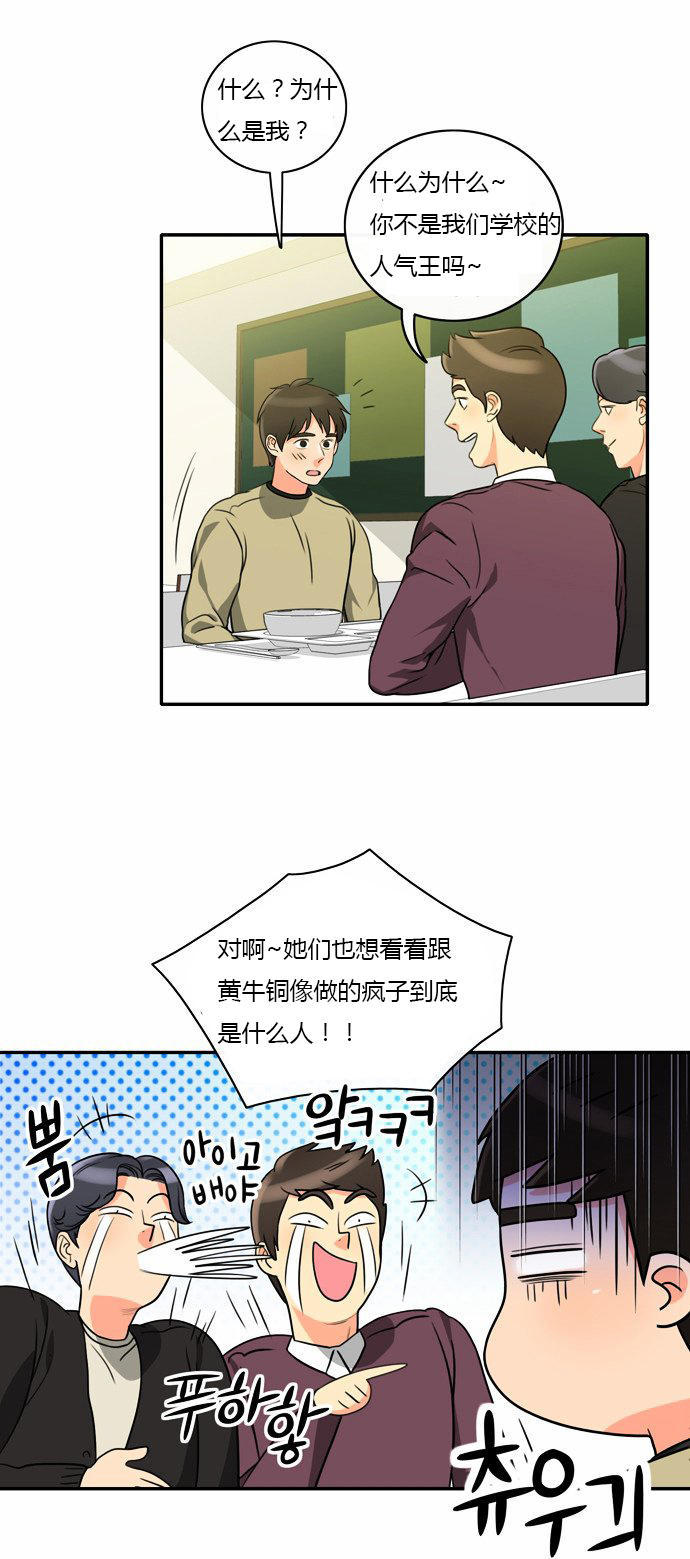 什么？为什
么是我？
什么为什么~
你不是我们学校的
人气王吗~
对啊~她们也想看看跟
黄牛铜像做的疯子到底
是什么人！！
뿜
아이고
배야
왘ㅋㅋㅋ
푸하핳
츄우긔